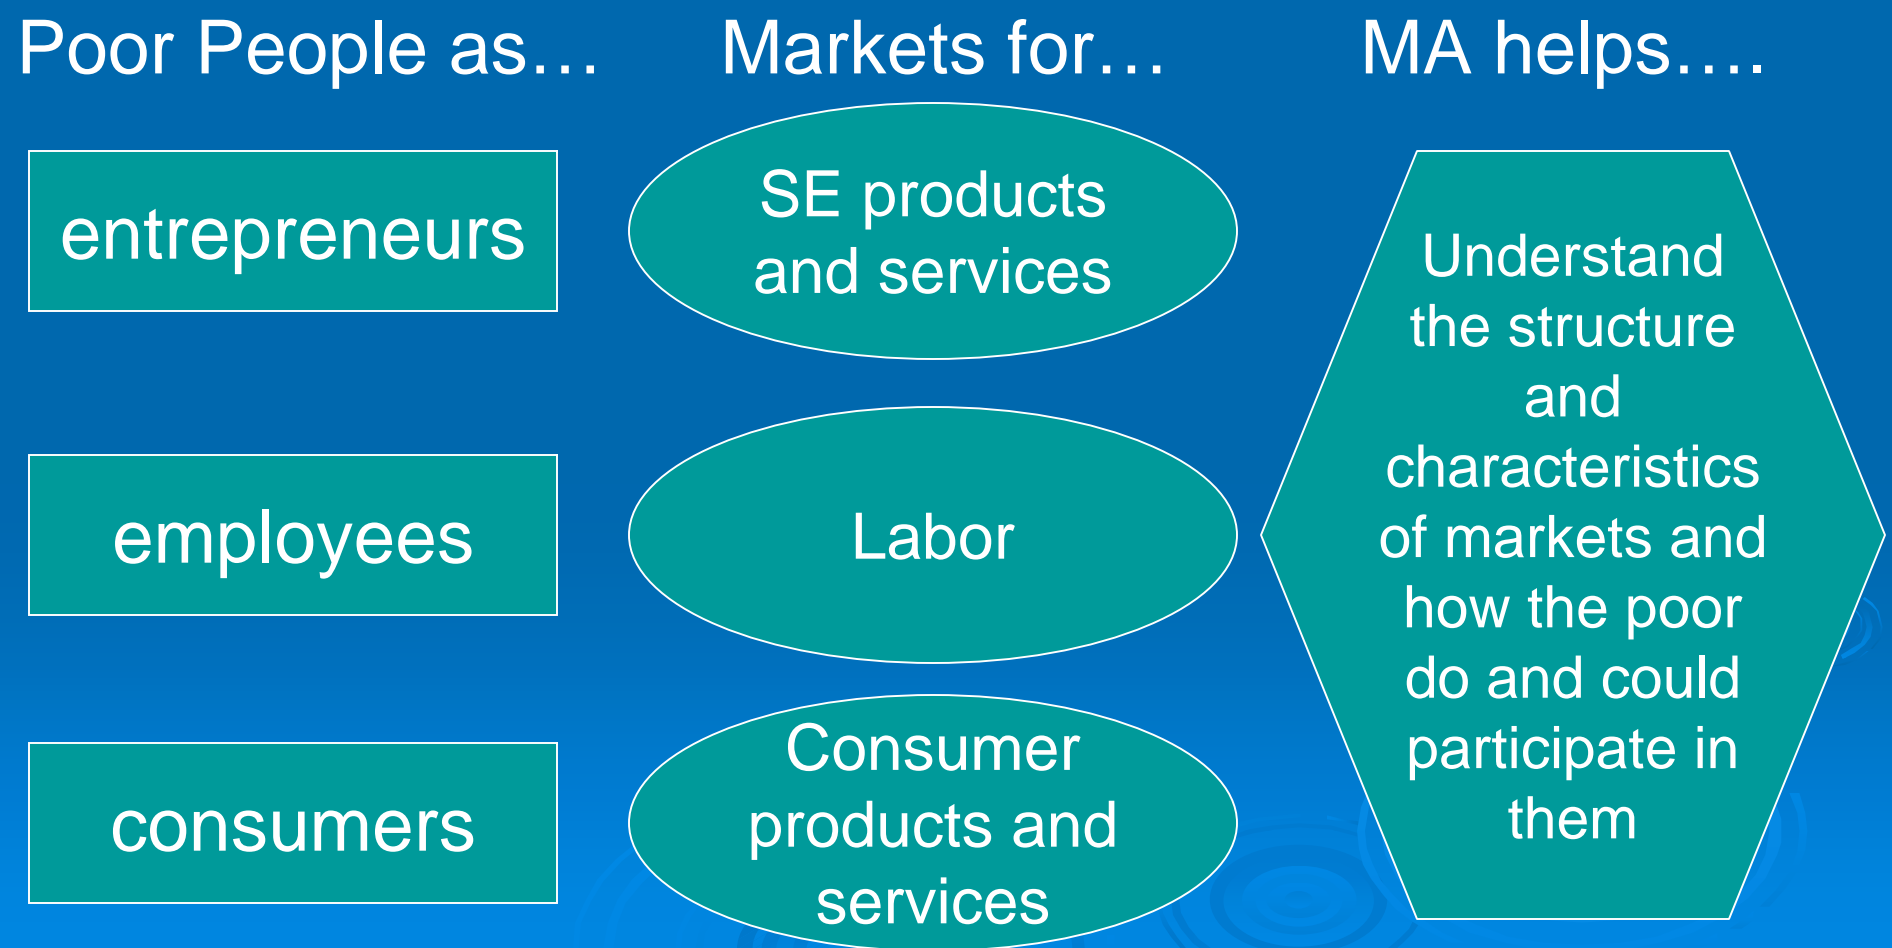 Poor People as…
Markets for…
MA helps….
entrepreneurs
SE products
and services
employees
Labor
consumers
Consumer
products and
services
Understand
the structure
and
characteristics
of markets and
how the poor
do and could
participate in
them